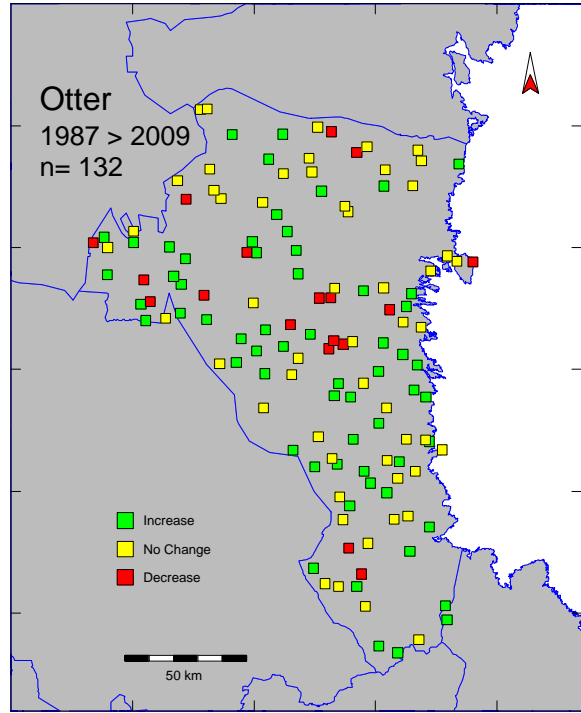 Otter
1987 > 2009
n= 132
Increase
No Change
Decrease
50 km